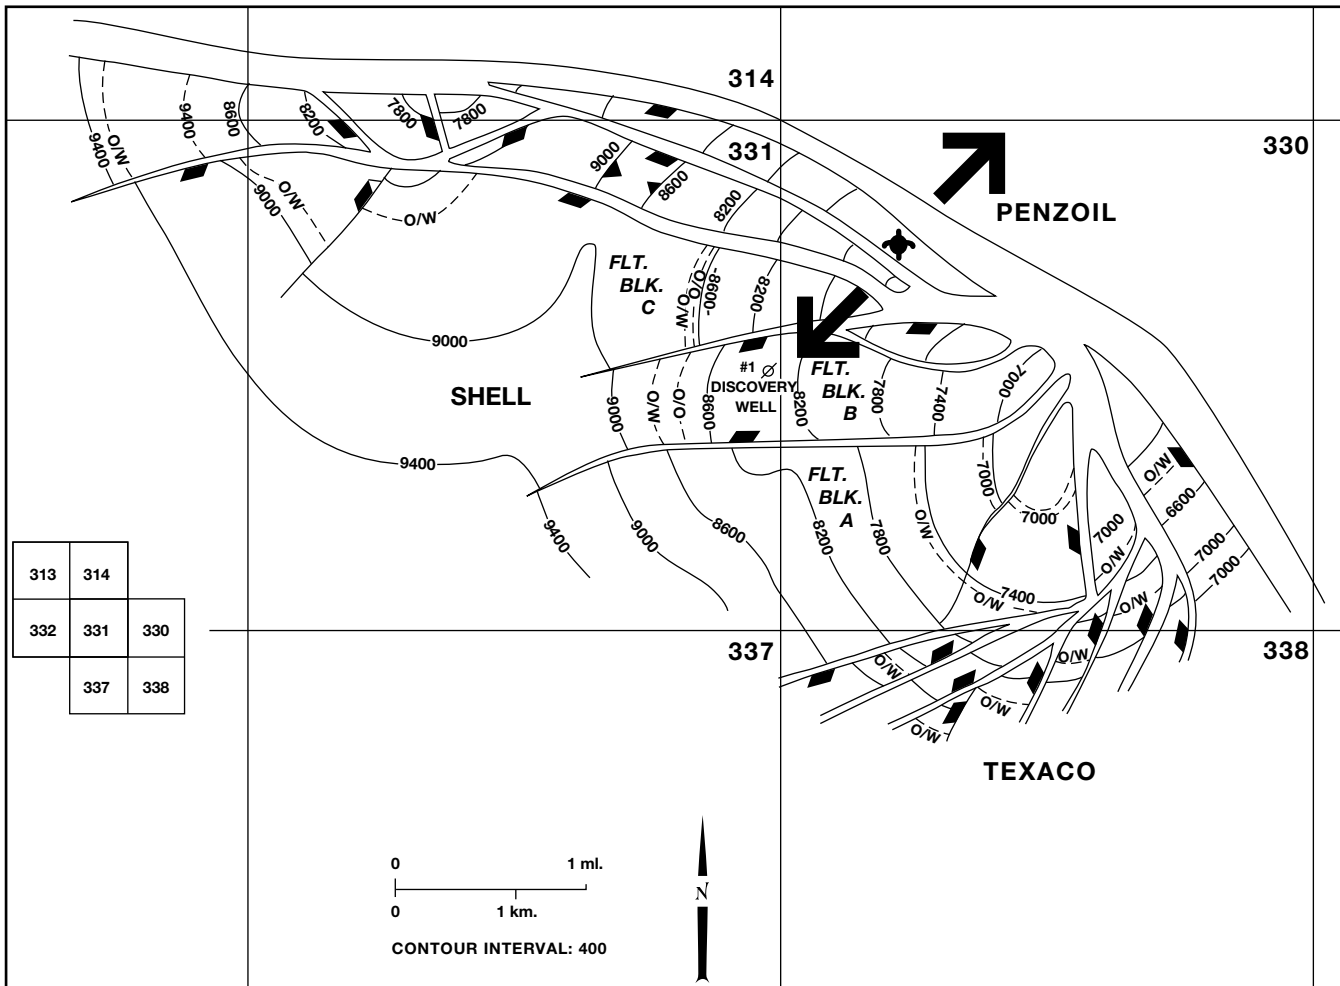 314
331
330
PENZOIL
9400
O/W
9400
8600
8200
7800
7800
9000
O/W
O/W
9000
8600
8200
FLT.
BLK.
C
O/W
O/O
-8600-
8200
9000
SHELL
#1
DISCOVERY
WELL
FLT.
BLK.
B
9000
O/W
O/O
8600
8200
7800
7400
7000
9400
FLT.
BLK.
A
9400
9000
8600
8200
7800
O/W
7000
7000
7400
O/W
7000
O/W
O/W
6600
7000
7000
O/W
O/W
O/W
O/W
O/W
313
314
332
331
330
337
338
337
338
TEXACO
0
1 ml.
0
1 km.
CONTOUR INTERVAL: 400
N